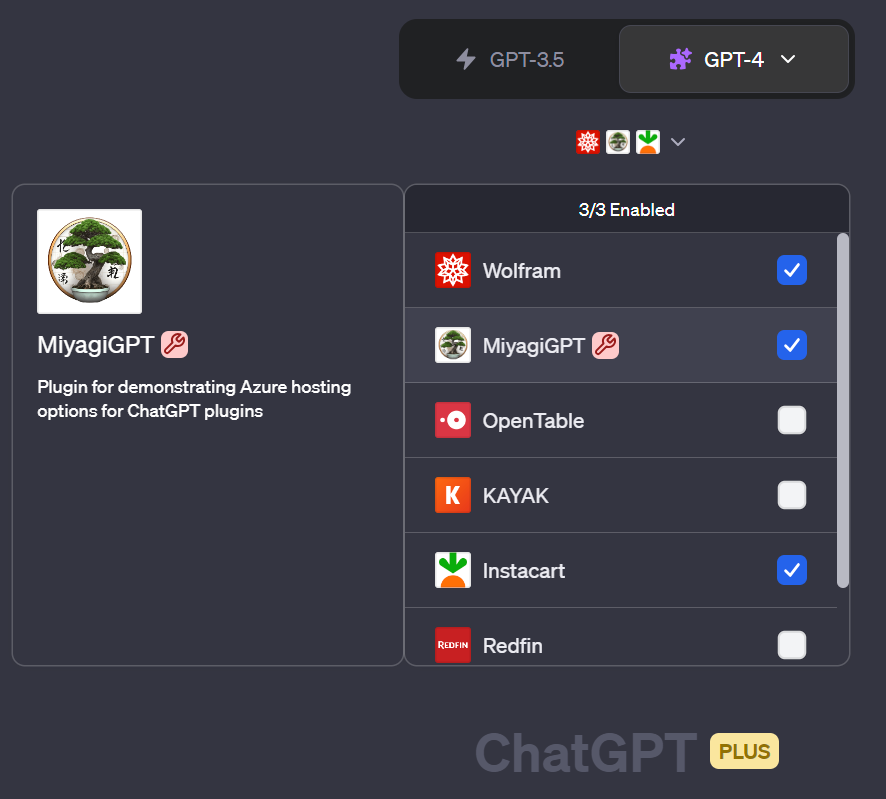 GPT-3.5
GPT-4
3/3 Enabled
MiyagiGPT
Plugin for demonstrating Azure hosting
options for ChatGPT plugins
Wolfram
MiyagiGPT
OpenTable
K
KAYAK
Instacart
REDFIN
Redfin
ChatGPT PLUS